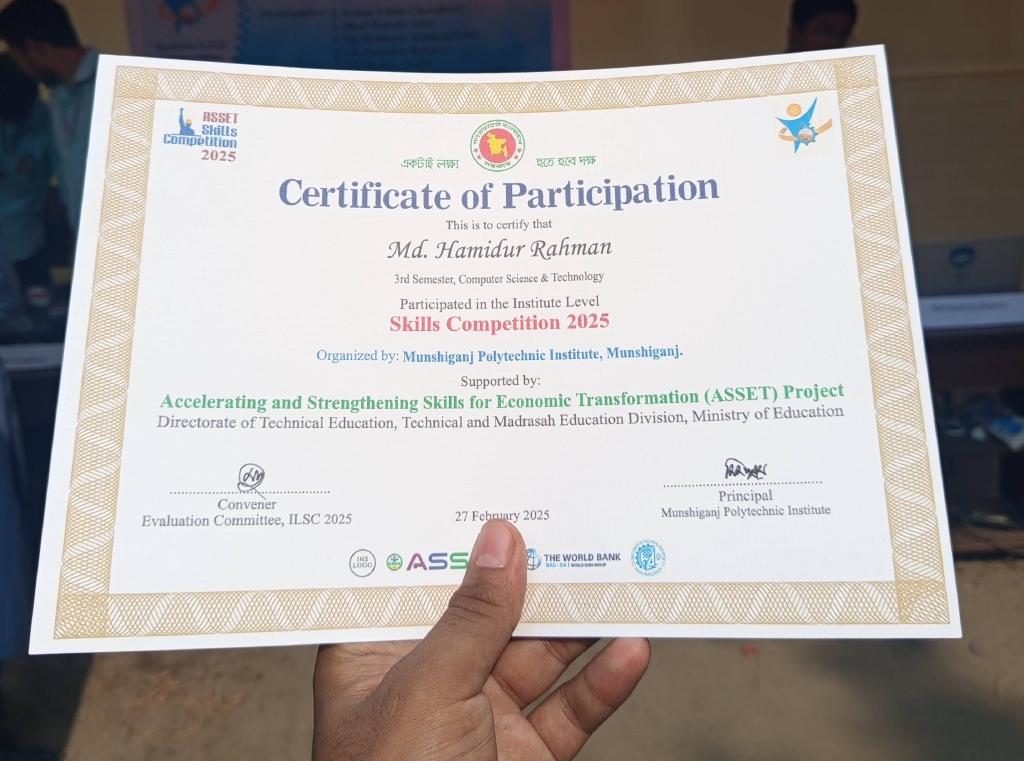 ASSET
Skills
Competition
2025
একটাই লক্ষ্য
হতে হবে দক্ষ
Certificate of Participation
This is to certify that
Md. Hamidur Rahman
3rd Semester, Computer Science & Technology
Participated in the Institute Level
Skills Competition 2025
Organized by: Munshiganj Polytechnic Institute, Munshiganj.
Supported by:
Accelerating and Strengthening Skills for Economic Transformation (ASSET) Project
Directorate of Technical Education, Technical and Madrasah Education Division, Ministry of Education
Convener
Evaluation Committee, ILSC 2025
27 February 2025
Principal
Munshiganj Polytechnic Institute
INS
LOGO
ASS
THE WORLD BANK
IBRD • IDA | WORLD BANK GROUP